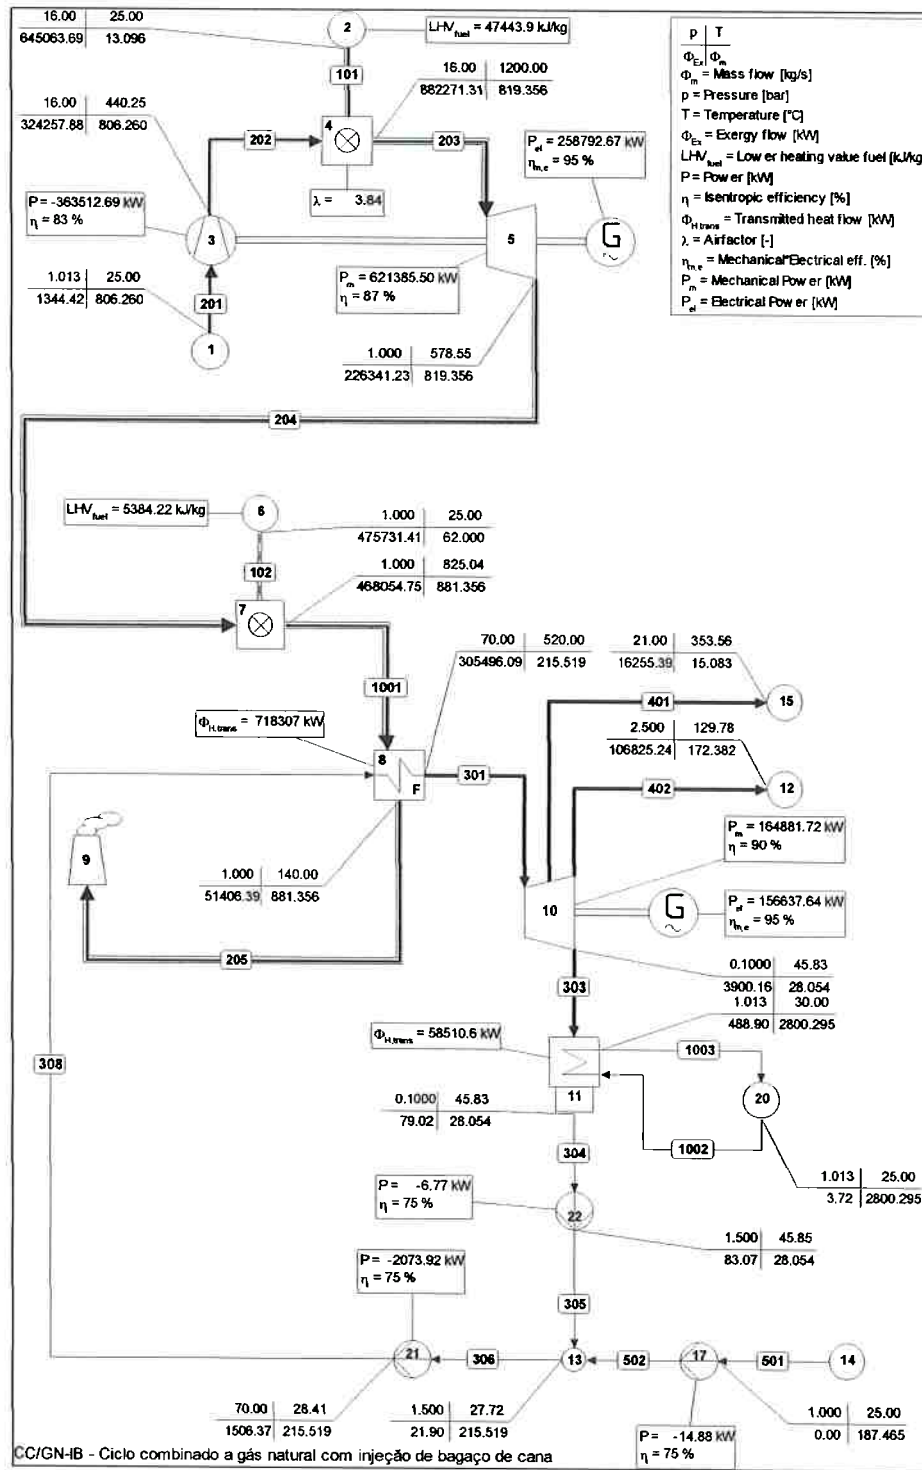 16.00 25.00
645063.69 13.096
2
LHVfuel = 47443.9 kJ/kg
101
16.00 1200.00
882271.31 819.356
16.00 440.25
324257.88 806.260
202
4
203
Pel = 258792.67 kW
ηm,e = 95 %
P = -363512.69 kW
η = 83 %
λ = 3.84
3
5
G
~
Pm = 621385.50 kW
η = 87 %
1.013 25.00
1344.42 806.260
201
1
1.000 578.55
226341.23 819.356
p T
ΦEx Φm
Φm = Mass flow [kg/s]
p = Pressure [bar]
T = Temperature [°C]
ΦEx = Exergy flow [kW]
LHVfuel = Lower heating value fuel [kJ/kg
P = Power [kW]
η = Isentropic efficiency [%]
ΦH,trans = Transmitted heat flow [kW]
λ = Airfactor [-]
ηm,e = Mechanical*Electrical eff. [%]
Pm = Mechanical Power [kW]
Pel = Electrical Power [kW]
204
LHVfuel = 5384.22 kJ/kg
6
1.000 25.00
475731.41 62.000
102
1.000 825.04
468054.75 881.356
7
1001
70.00 520.00
305496.09 215.519
21.00 353.56
16255.39 15.083
401
15
ΦH,trans = 718307 kW
2.500 129.78
106825.24 172.382
8
F
301
402
12
9
1.000 140.00
51406.39 881.356
Pm = 164881.72 kW
η = 90 %
10
G
~
Pel = 156637.64 kW
ηm,e = 95 %
205
0.1000 45.83
3900.16 28.054
303
1.013 30.00
488.90 2800.295
ΦH,trans = 58510.6 kW
1003
308
11
20
0.1000 45.83
79.02 28.054
304
1002
1.013 25.00
3.72 2800.295
P = -6.77 kW
η = 75 %
22
1.500 45.85
83.07 28.054
P = -2073.92 kW
η = 75 %
305
21
306
13
502
17
501
14
70.00 28.41
1506.37 215.519
1.500 27.72
21.90 215.519
1.000 25.00
0.00 187.465
P = -14.88 kW
η = 75 %
CC/GN-IB - Ciclo combinado a gás natural com injeção de bagaço de cana